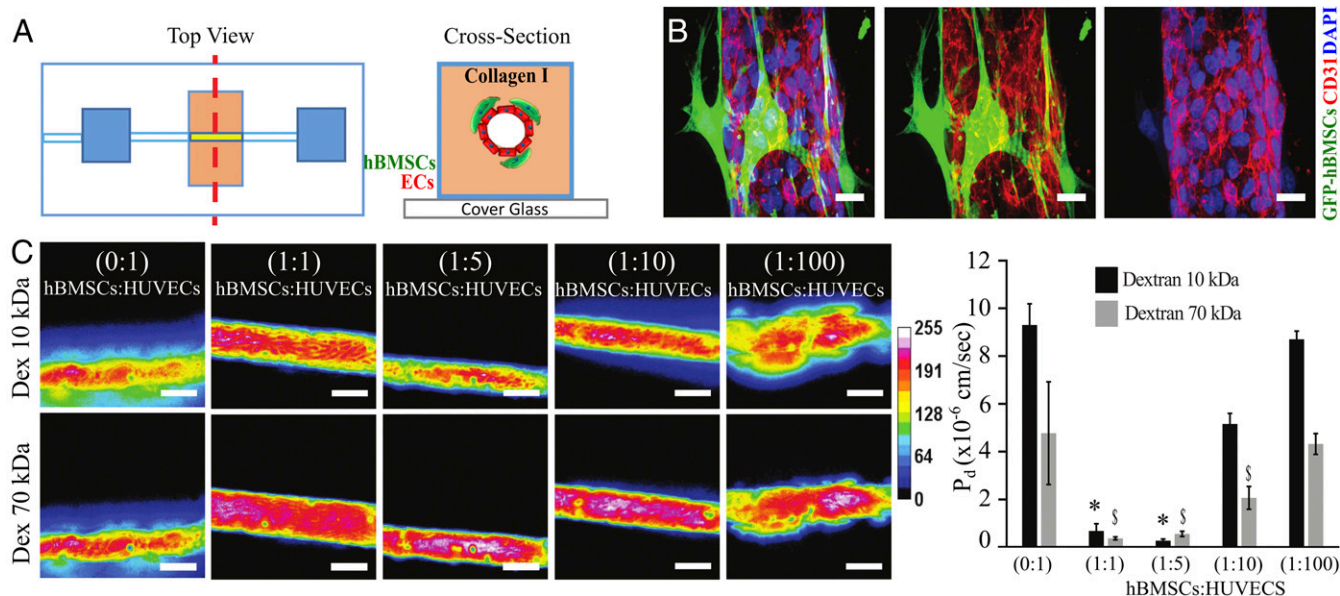 A
Top View
Cross-Section
Collagen I
hBMSCs
ECs
Cover Glass
B
GFP-hBMSCs CD31 DAPI
C
(0:1)
hBMSCs:HUVECs
(1:1)
hBMSCs:HUVECs
(1:5)
hBMSCs:HUVECs
(1:10)
hBMSCs:HUVECs
(1:100)
hBMSCs:HUVECs
Dex 10 kDa
Dex 70 kDa
255
191
128
64
0
Dextran 10 kDa
Dextran 70 kDa
Pd (x10⁻⁶ cm/sec)
12
10
8
6
4
2
0
* $
* $
$
(0:1) (1:1) (1:5) (1:10) (1:100)
hBMSCs:HUVECS